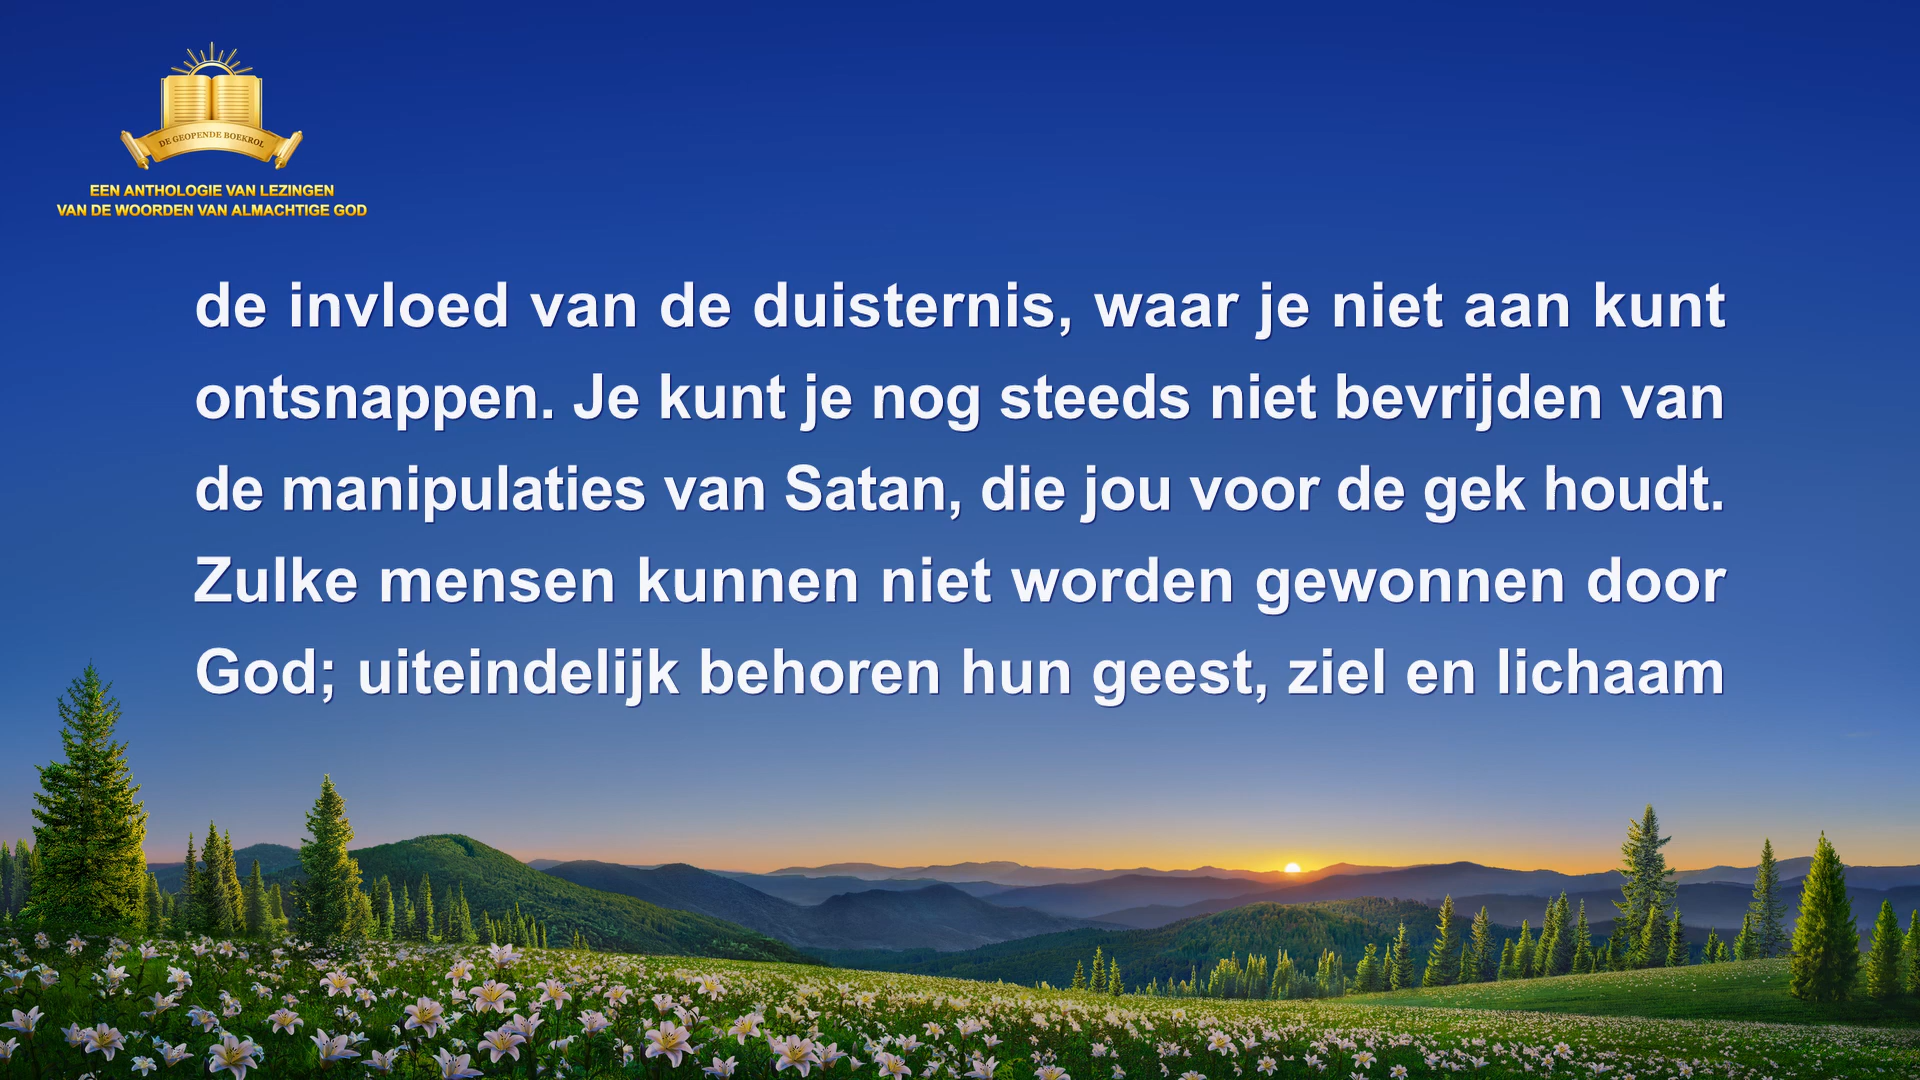 DE GEOPENDE BOEKROL
EEN ANTHOLOGIE VAN LEZINGEN
VAN DE WOORDEN VAN ALMACHTIGE GOD
de invloed van de duisternis, waar je niet aan kunt
ontsnappen. Je kunt je nog steeds niet bevrijden van
de manipulaties van Satan, die jou voor de gek houdt.
Zulke mensen kunnen niet worden gewonnen door
God; uiteindelijk behoren hun geest, ziel en lichaam